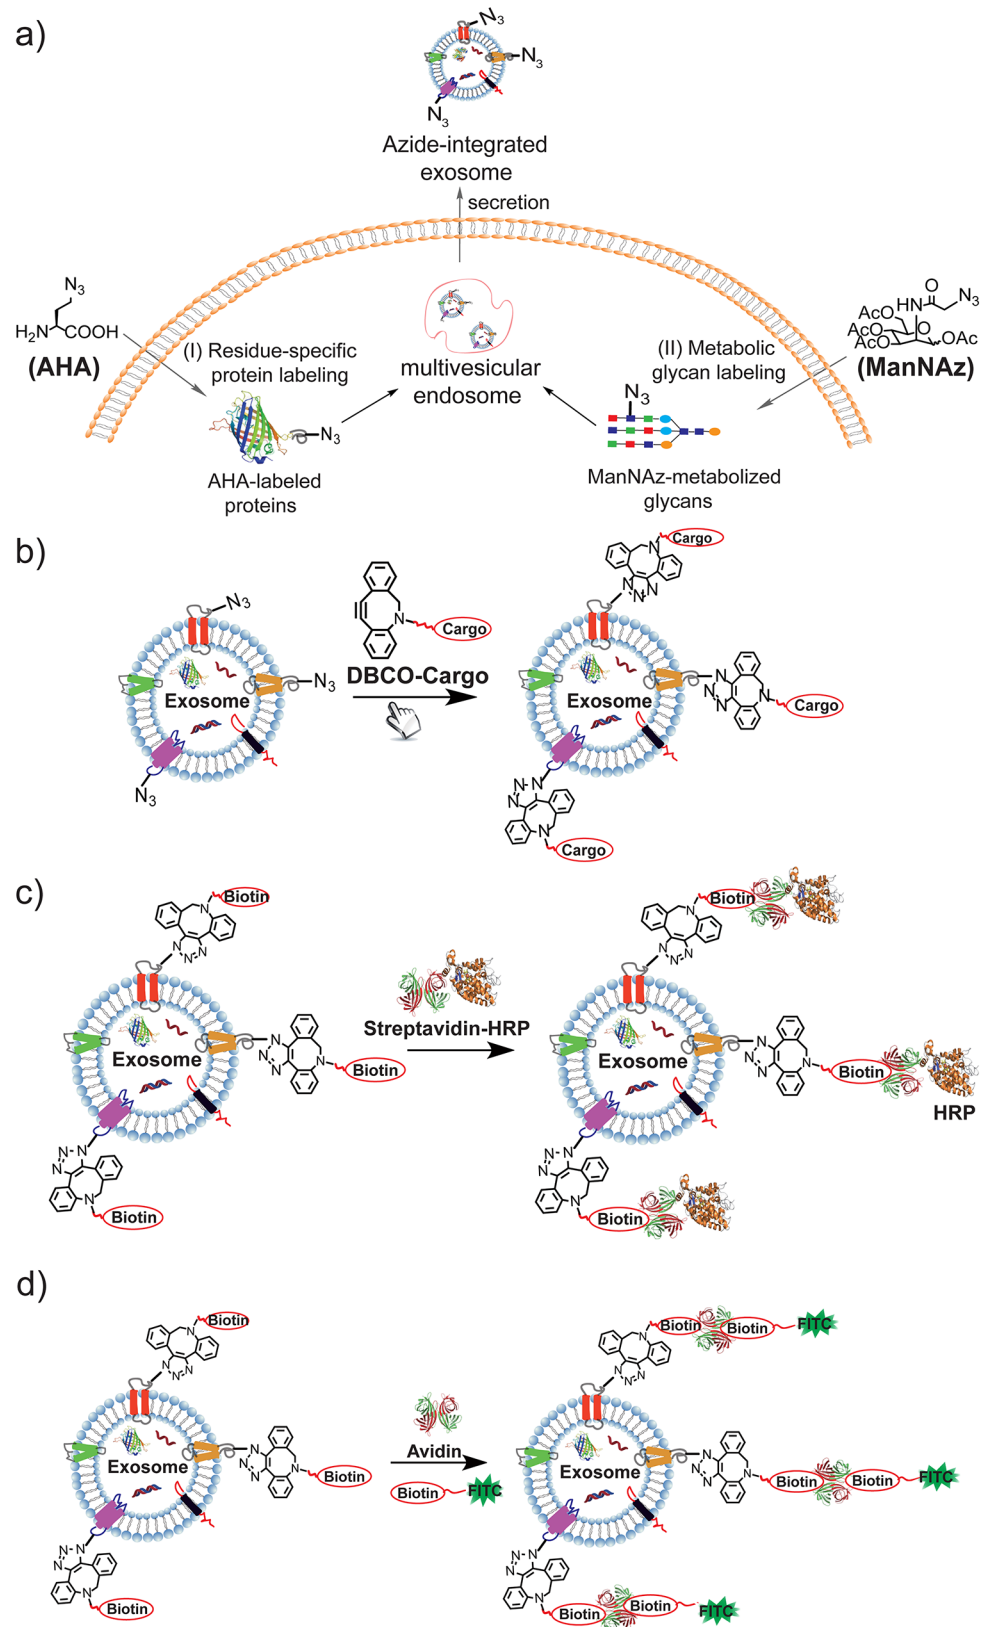 a)
N3
N3
N3
Azide-integrated
exosome
secretion
N3
H2N
COOH
(AHA)
(I) Residue-specific
protein labeling
N3
AHA-labeled
proteins
multivesicular
endosome
O
HN
N3
AcO
AcO
AcO
O
OAc
(ManNAz)
(II) Metabolic
glycan labeling
N3
ManNAz-metabolized
glycans
b)
N3
N3
N3
Exosome
N
Cargo
DBCO-Cargo
N
Cargo
N
N
N
Exosome
N
N
N
N
Cargo
N
N
N
N
Cargo
c)
N
Biotin
N
N
N
Exosome
N
N
N
N
Biotin
N
N
N
N
Biotin
Streptavidin-HRP
N
Biotin
N
N
N
Exosome
N
N
N
N
Biotin
HRP
N
N
N
N
Biotin
d)
N
Biotin
N
N
N
Exosome
N
N
N
N
Biotin
N
N
N
N
Biotin
Avidin
Biotin
FITC
N
Biotin
Biotin
FITC
N
N
N
Exosome
N
N
N
N
Biotin
Biotin
FITC
N
N
N
N
Biotin
Biotin
FITC